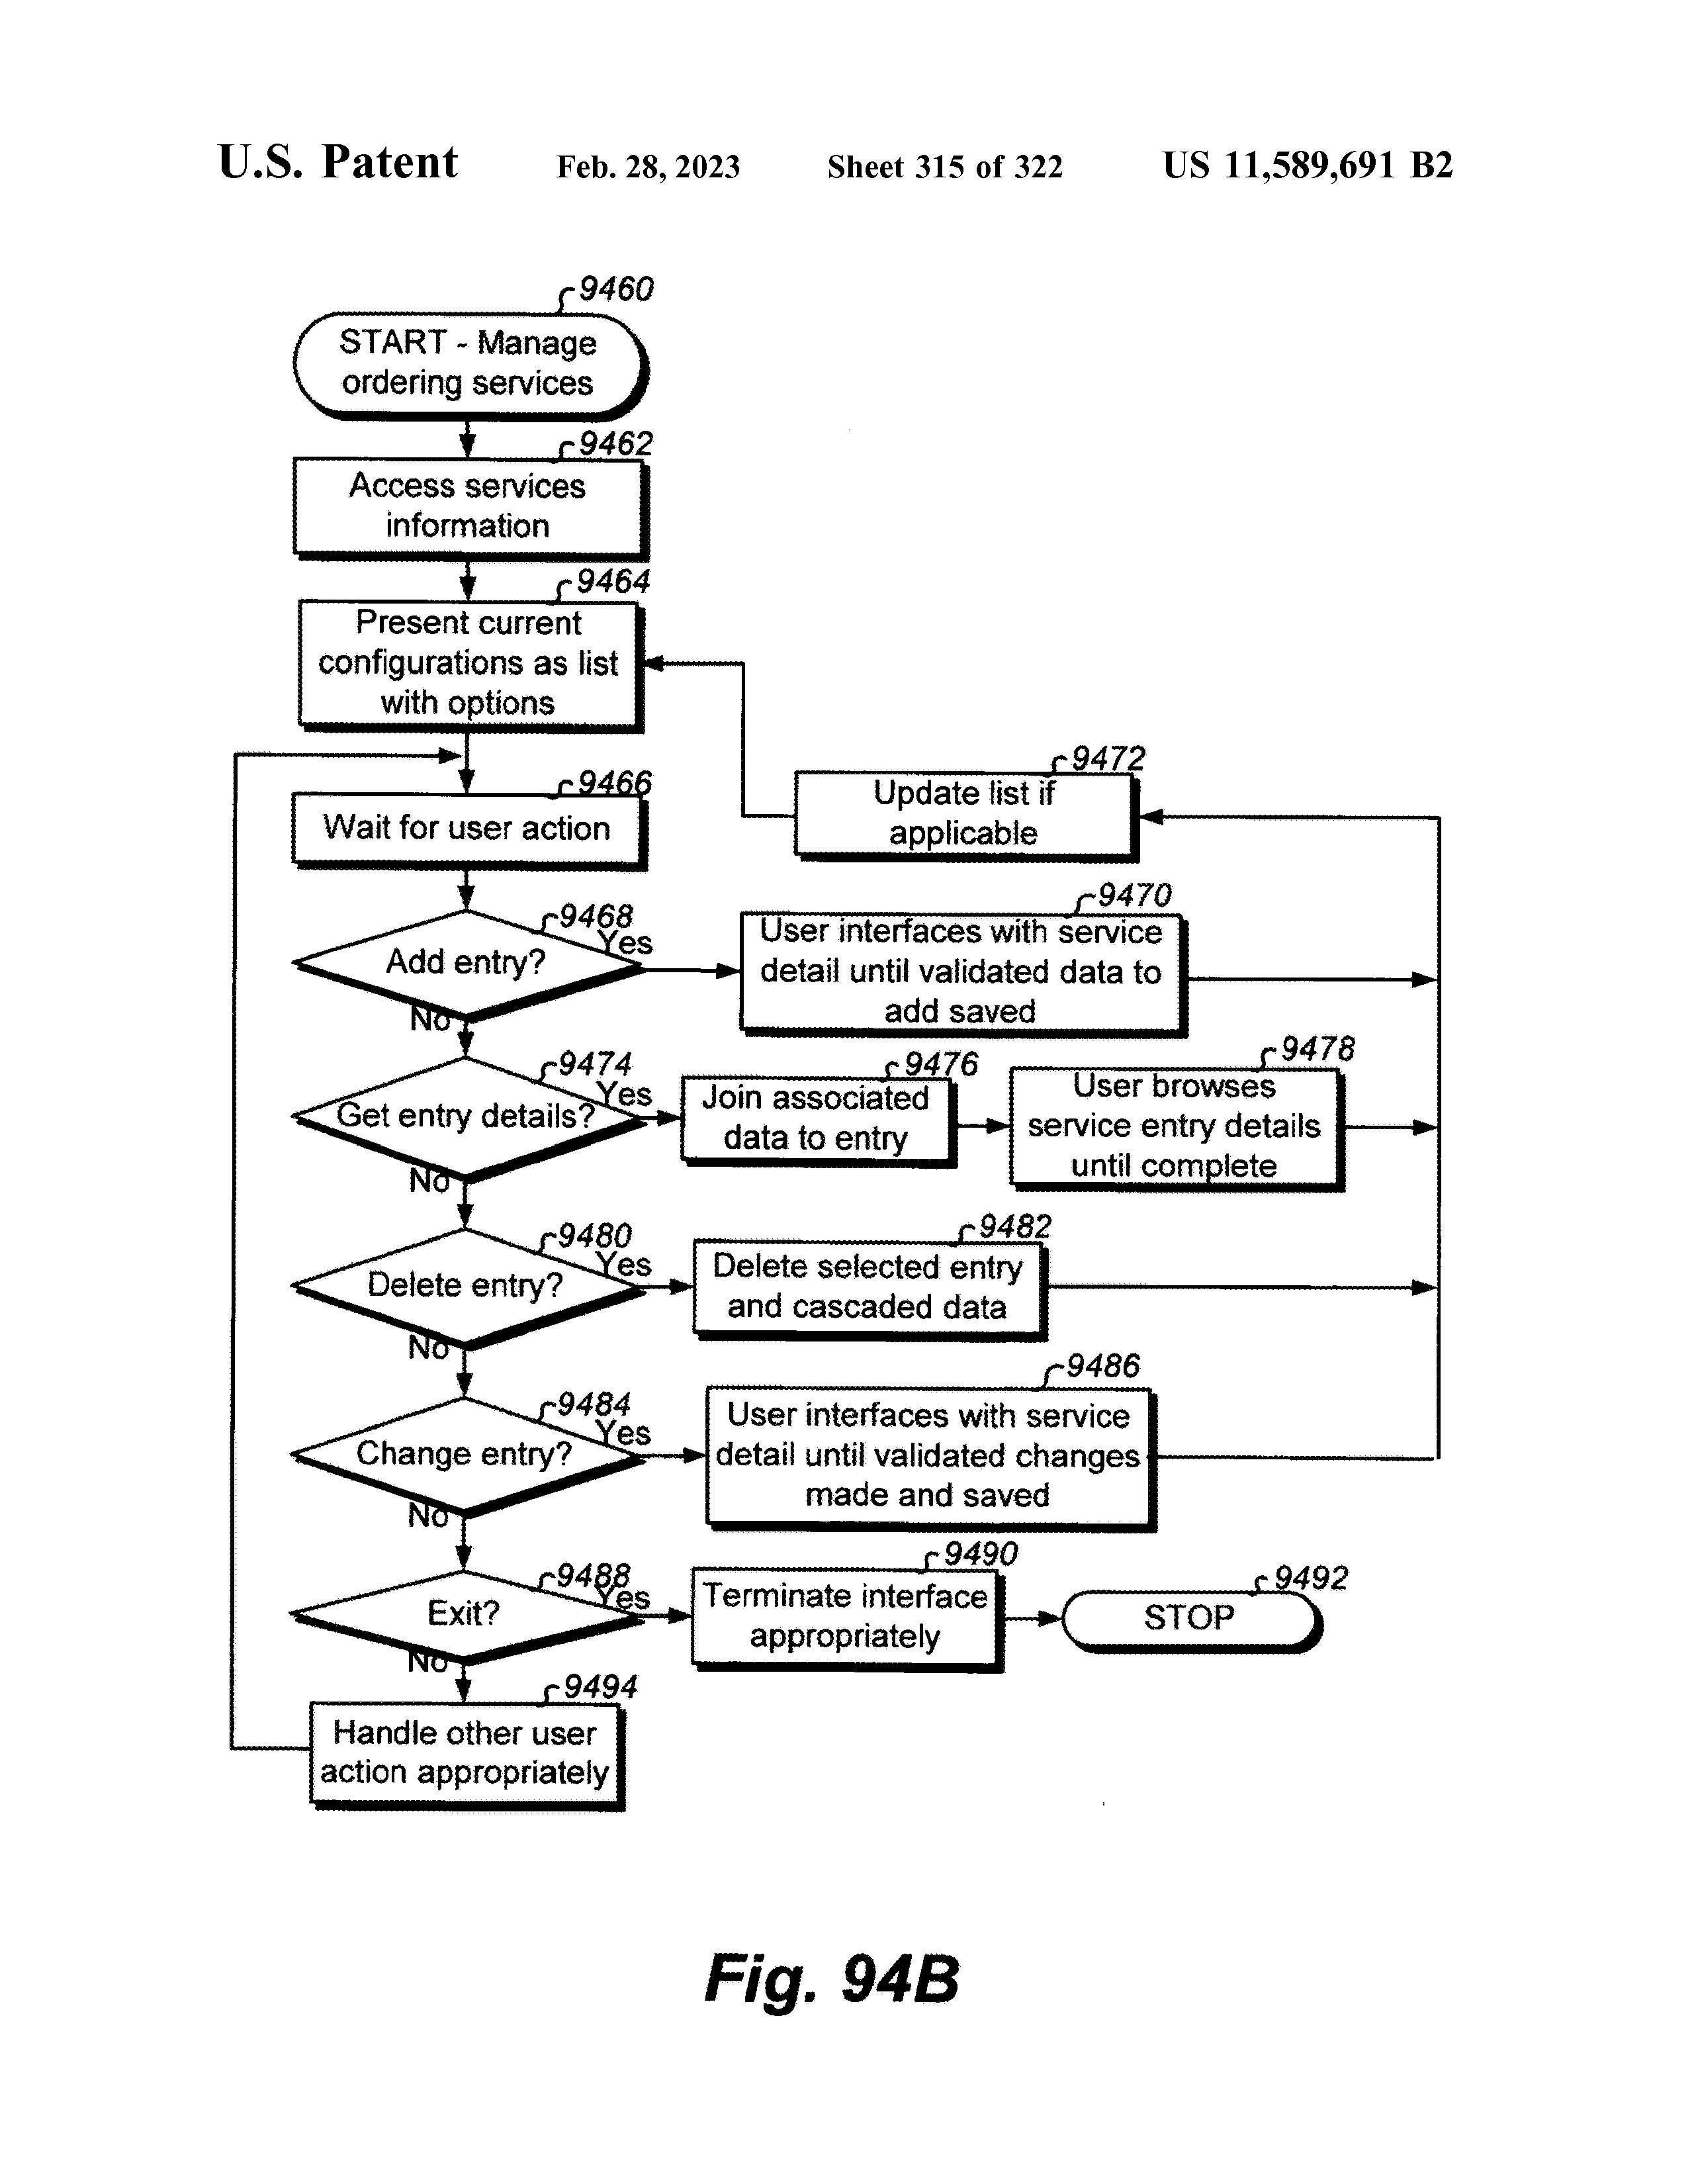 U.S. Patent Feb. 28, 2023 Sheet 315 of 322 US 11,589,691 B2
9460
START - Manage
ordering services
9462
Access services
information
9464
Present current
configurations as list
with options
9472
Update list if
applicable
9466
Wait for user action
9468
Add entry?
Yes
No
9470
User interfaces with service
detail until validated data to
add saved
9474
Get entry details?
Yes
No
9476
Join associated
data to entry
9478
User browses
service entry details
until complete
9480
Delete entry?
Yes
No
9482
Delete selected entry
and cascaded data
9484
Change entry?
Yes
No
9486
User interfaces with service
detail until validated changes
made and saved
9488
Exit?
Yes
No
9490
Terminate interface
appropriately
9492
STOP
9494
Handle other user
action appropriately
Fig. 94B